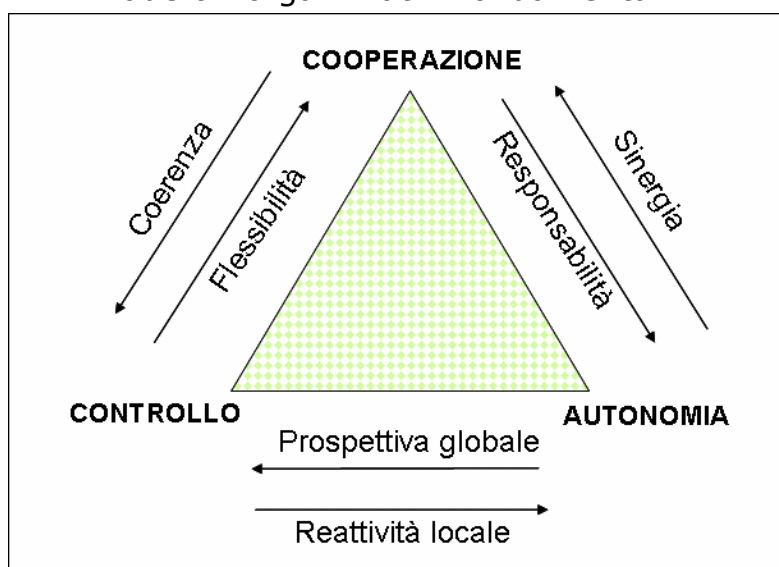 COOPERAZIONE
Coerenza
Flessibilità
Responsabilità
Sinergia
CONTROLLO
AUTONOMIA
Prospettiva globale
Reattività locale